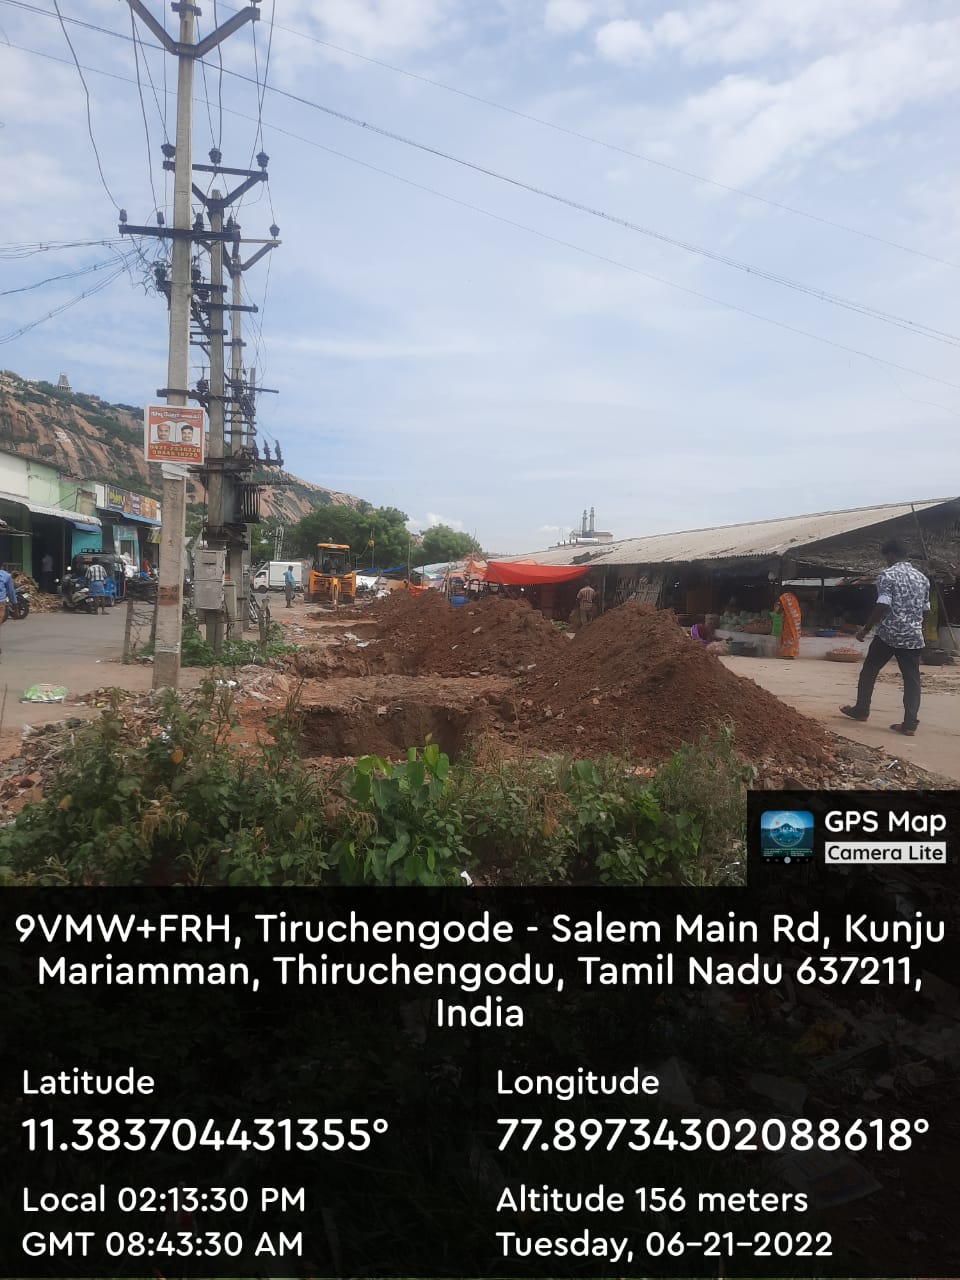 GPS Map
Camera Lite
9VMW+FRH, Tiruchengode - Salem Main Rd, Kunju
Mariamman, Thiruchengodu, Tamil Nadu 637211,
India
Latitude
11.383704431355°
Longitude
77.89734302088618°
Local 02:13:30 PM
GMT 08:43:30 AM
Altitude 156 meters
Tuesday, 06-21-2022